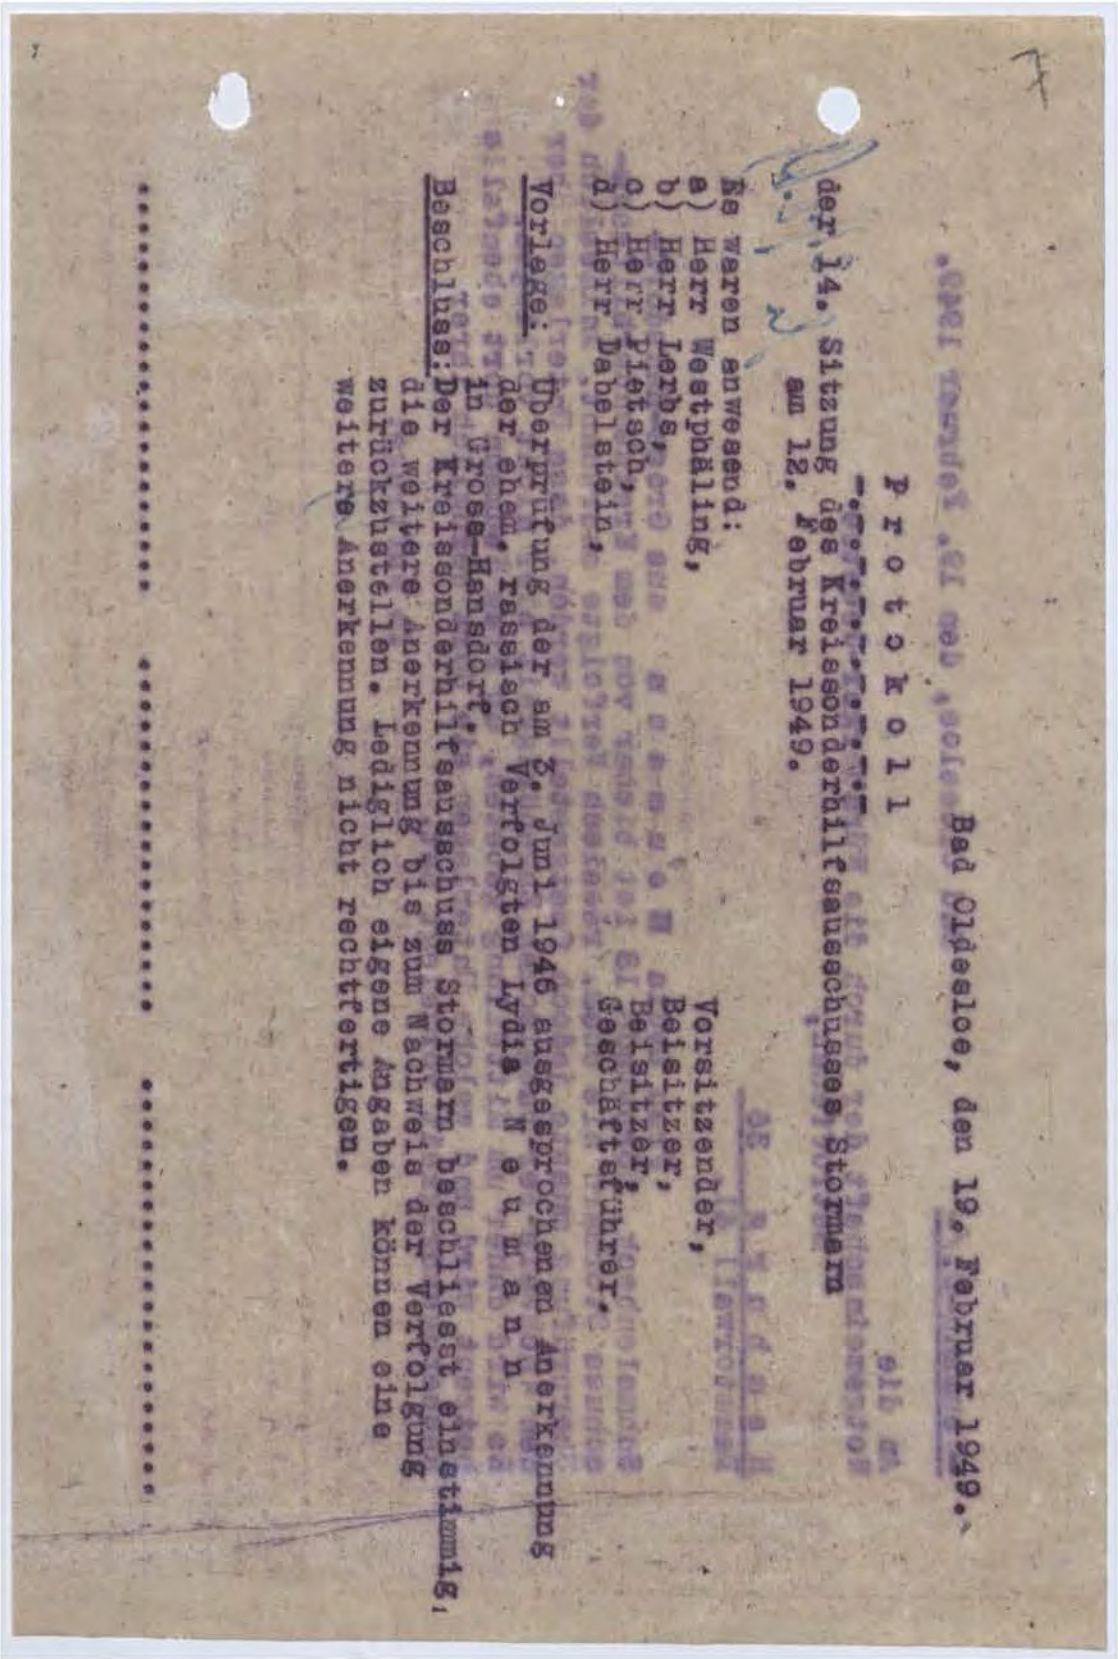 Bad Oldesloe, den 19. Februar 1949.
P r o t o k o l l
-.-.-.-.-.-.-.-.-
der 14. Sitzung des Kreissonderhilfsausschusses Stormarn
am 12. Februar 1949.
Es waren anwesend:
a) Herr Westphäling, Vorsitzender,
b) Herr Lerbs, Beisitzer,
c) Herr Pietsch, Beisitzer,
d) Herr Dabelstein, Geschäftsführer.
Vorlage: Überprüfung der am 3. Juni 1946 ausgesprochenen Anerkennung
der ehem. rassisch Verfolgten Lydia N e u m a n n
in Gross-Hansdorf.
Beschluss: Der Kreissonderhilfsausschuss Stormarn beschliesst einstimmig,
die weitere Anerkennung bis zum Nachweis der Verfolgung
zurückzustellen. Lediglich eigene Angaben können eine
weitere Anerkennung nicht rechtfertigen.